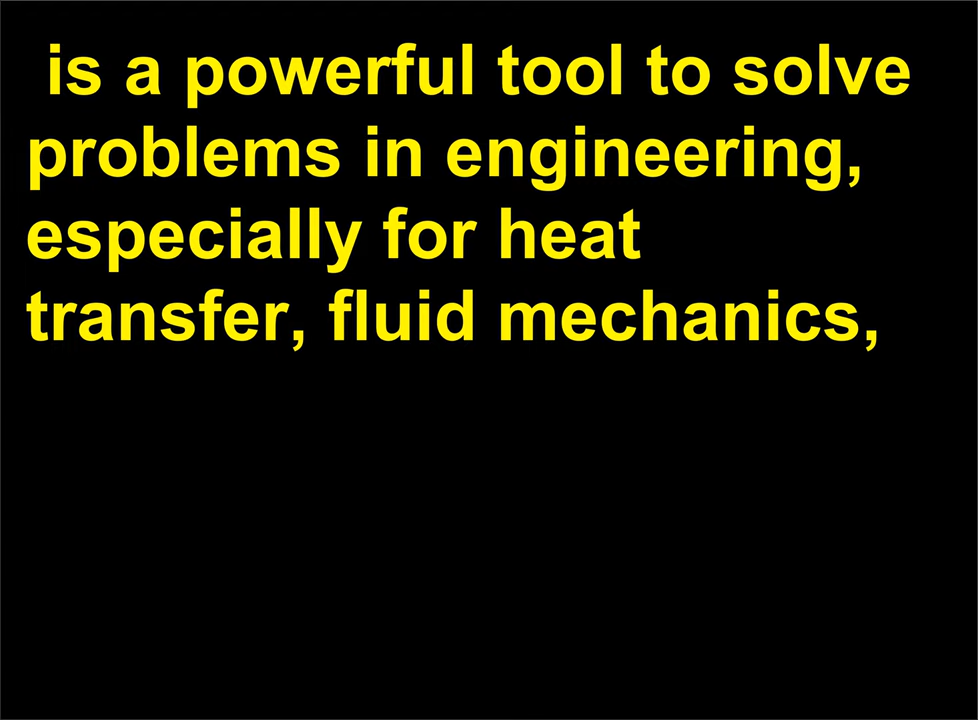 is a powerful tool to solve
problems in engineering,
especially for heat
transfer, fluid mechanics,